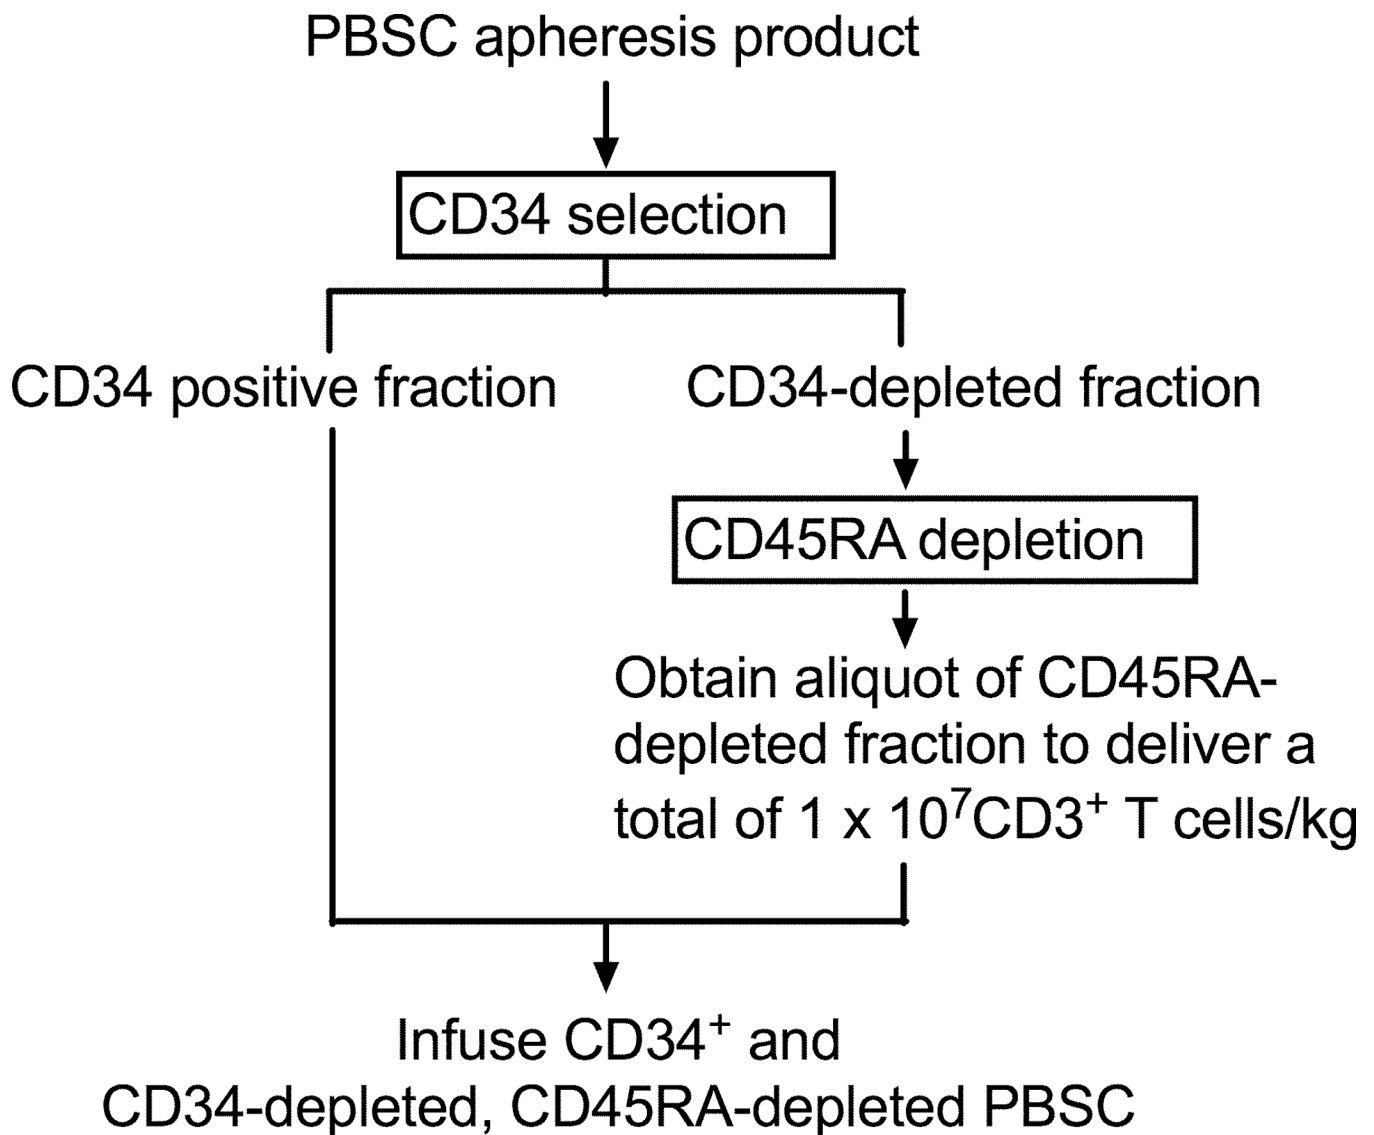 PBSC apheresis product
CD34 selection
CD34 positive fraction
CD34-depleted fraction
CD45RA depletion
Obtain aliquot of CD45RA-
depleted fraction to deliver a
total of 1 x 10⁷CD3⁺ T cells/kg
Infuse CD34⁺ and
CD34-depleted, CD45RA-depleted PBSC